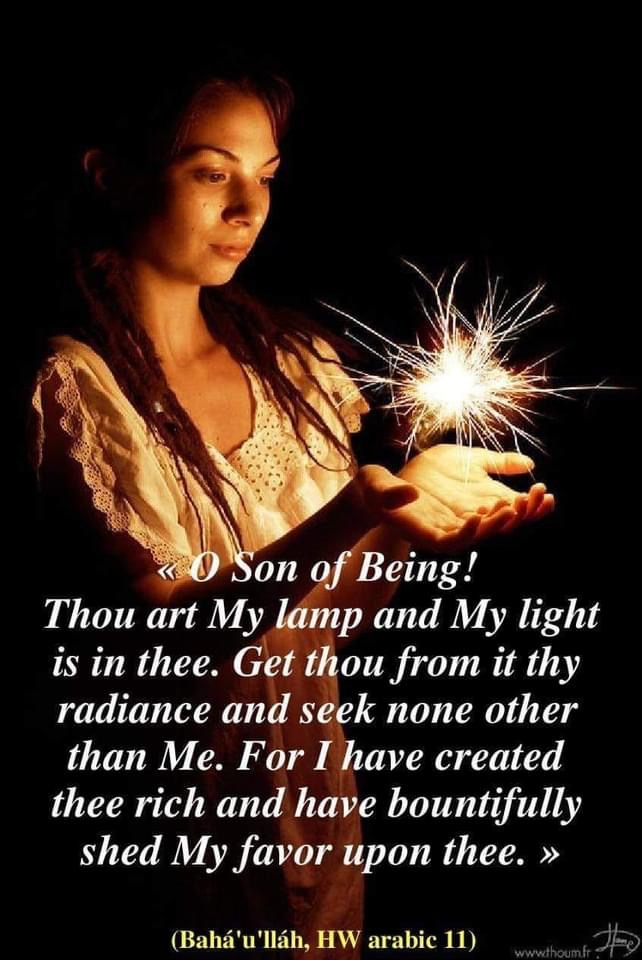 « O Son of Being!
Thou art My lamp and My light
is in thee. Get thou from it thy
radiance and seek none other
than Me. For I have created
thee rich and have bountifully
shed My favor upon thee. »
(Bahá'u'lláh, HW arabic 11)
www.thoum.fr